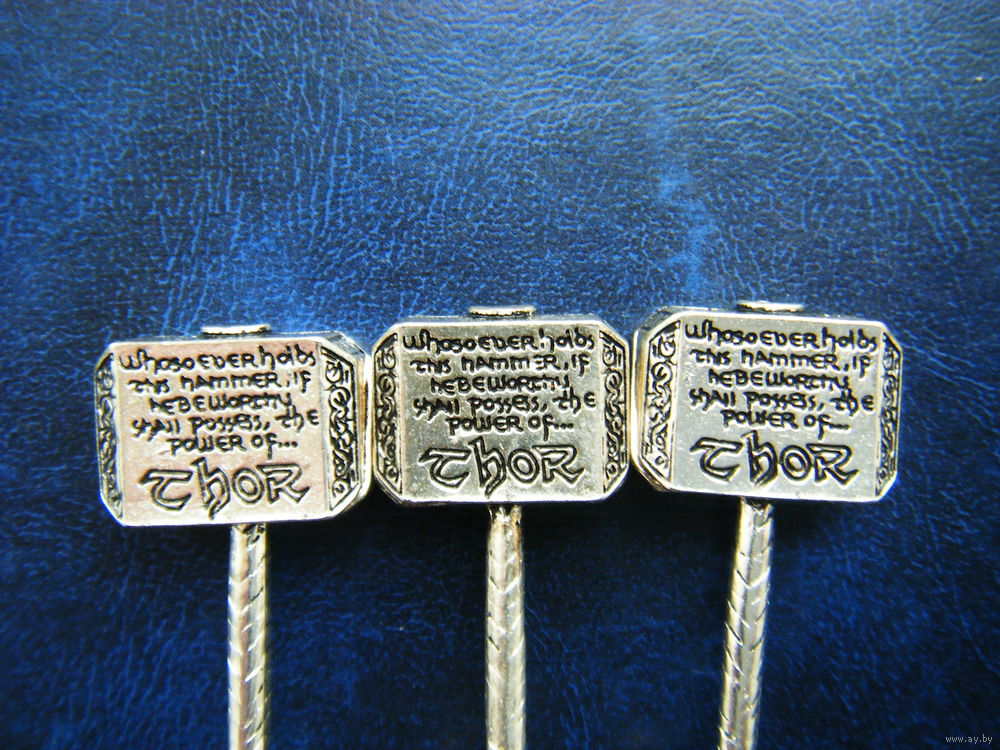 whosoever holds
this hammer, if
he be worthy
shall possess, the
power of...
Thor
whosoever holds
this hammer, if
he be worthy
shall possess, the
power of...
Thor
whosoever holds
this hammer, if
he be worthy
shall possess, the
power of...
Thor
www.ay.by